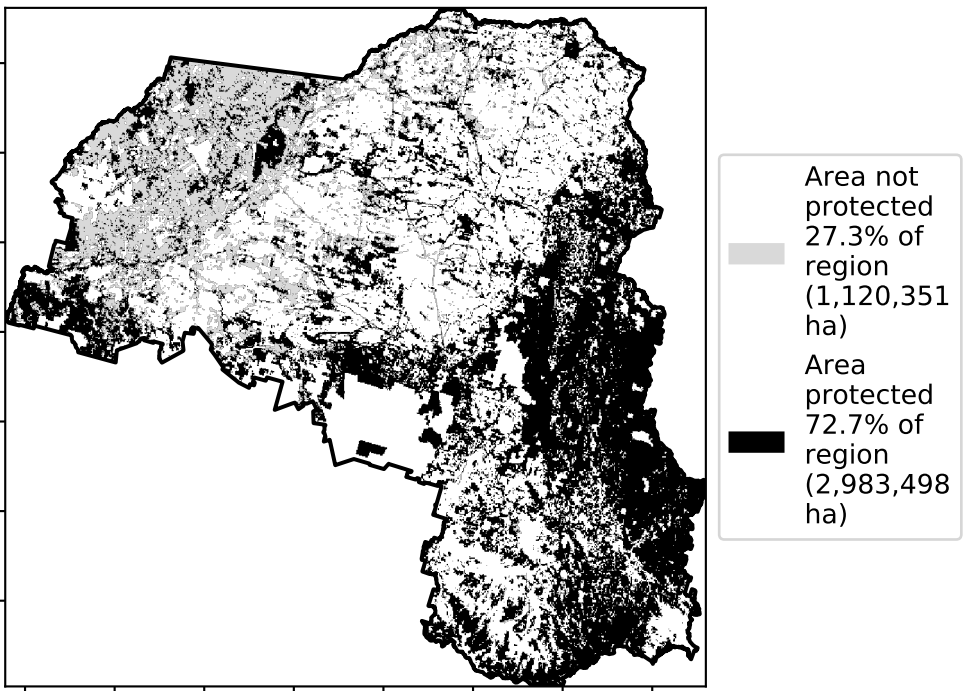 Area not
protected
27.3% of
region
(1,120,351
ha)
Area
protected
72.7% of
region
(2,983,498
ha)